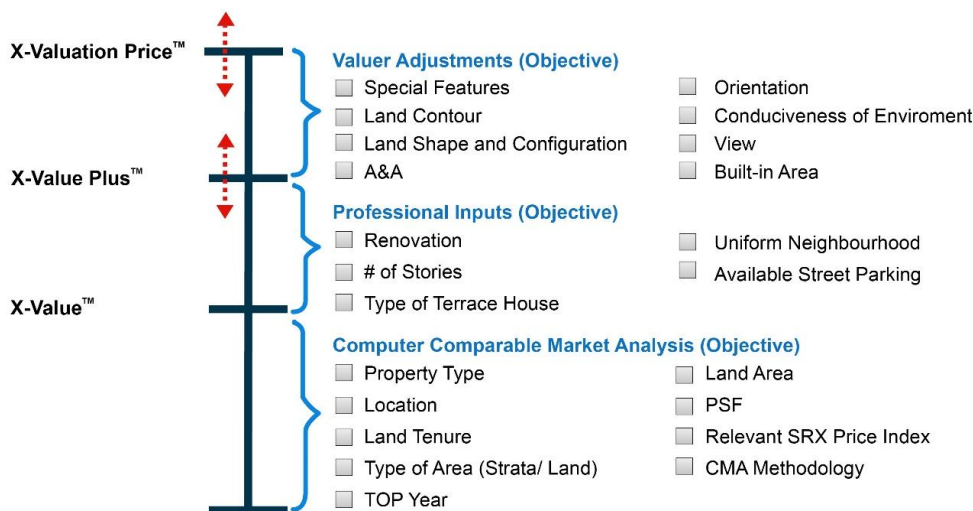 X-Valuation Price™
Valuer Adjustments (Objective)
Special Features
Land Contour
Land Shape and Configuration
A&A
Orientation
Conduciveness of Enviroment
View
Built-in Area
X-Value Plus™
Professional Inputs (Objective)
Renovation
# of Stories
Type of Terrace House
Uniform Neighbourhood
Available Street Parking
X-Value™
Computer Comparable Market Analysis (Objective)
Property Type
Location
Land Tenure
Type of Area (Strata/ Land)
TOP Year
Land Area
PSF
Relevant SRX Price Index
CMA Methodology